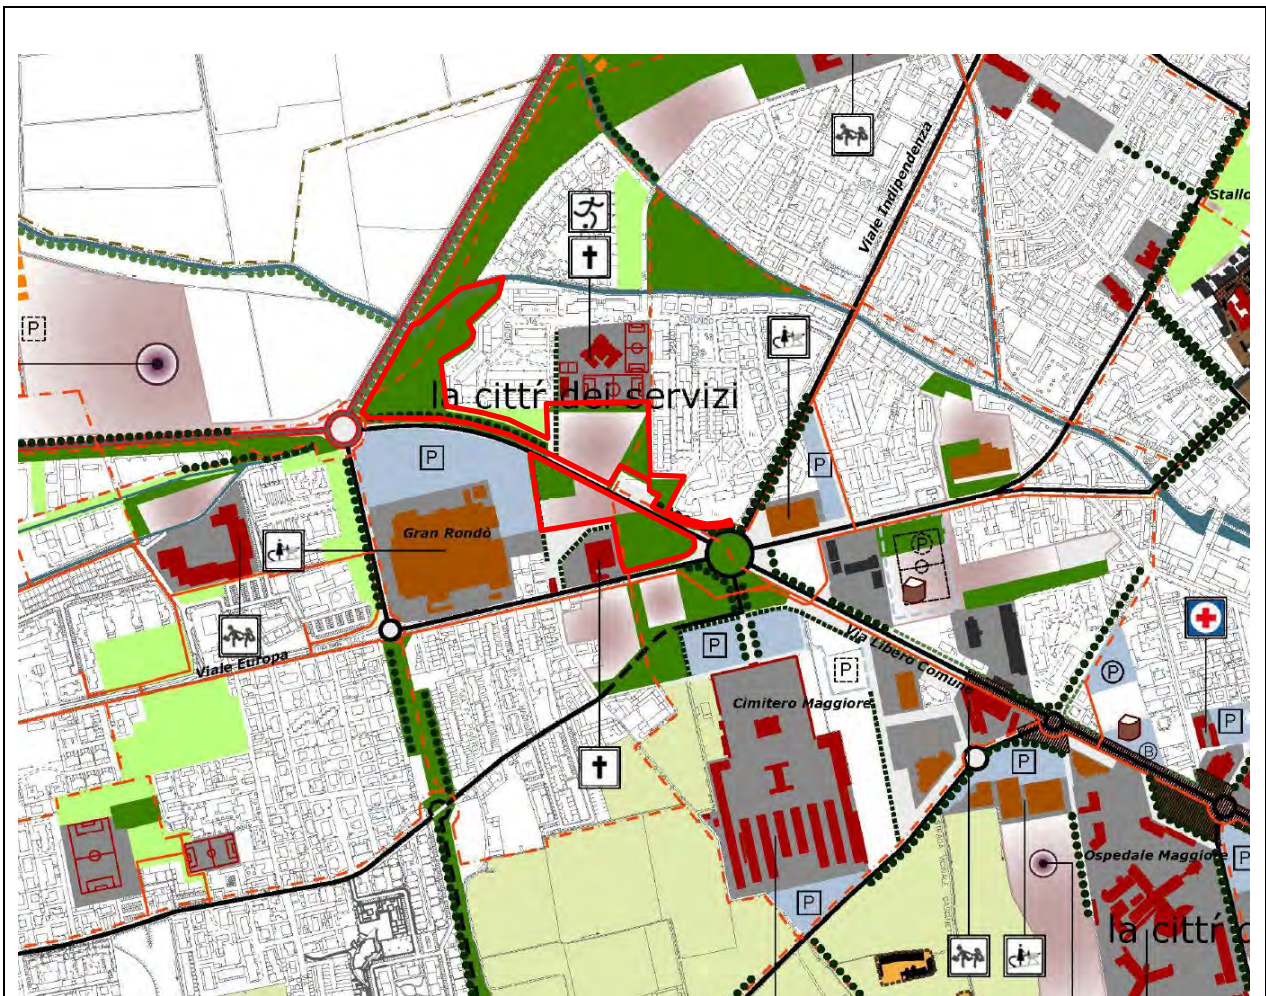 Viale Indipendenza
Stallo
P
la cittŕ dei servizi
P
P
Gran Rondò
P
Viale Europa
P
P
Via Libero Comune
Cimitero Maggiore
P
P
B
P
P
Ospedale Maggiore
P
P
la cittŕ d